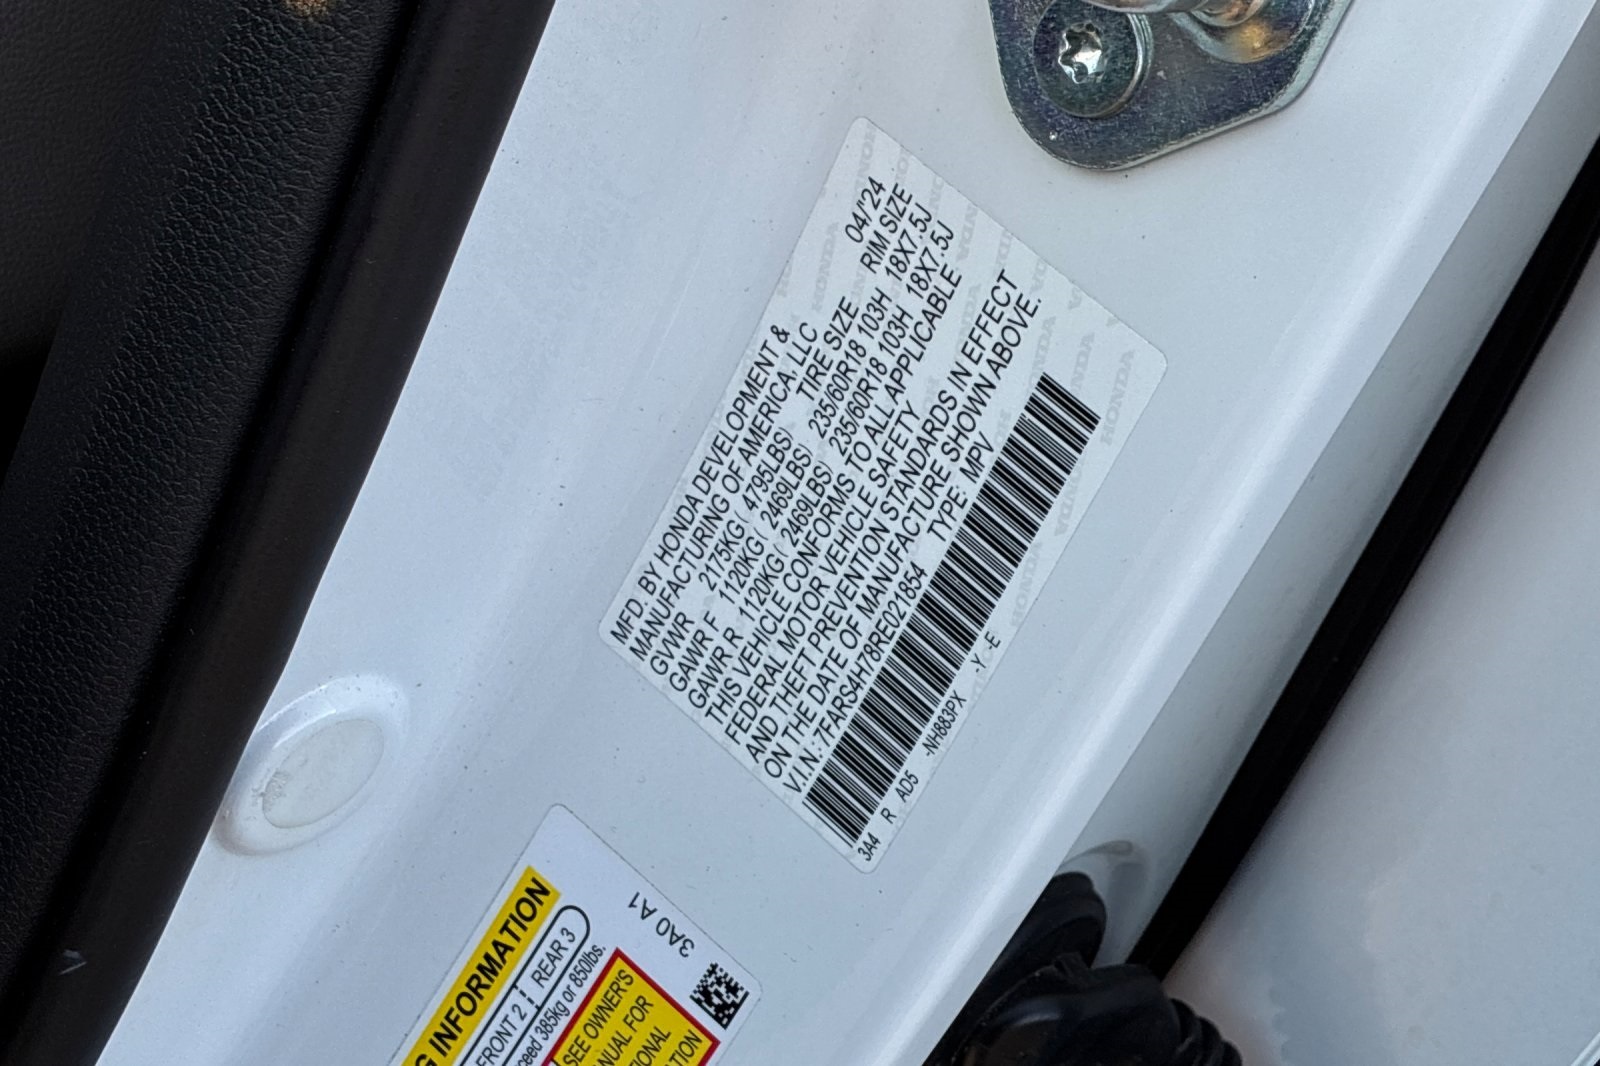 MFD. BY HONDA DEVELOPMENT & 04/'24
MANUFACTURING OF AMERICA, LLC
GVWR 2175KG( 4795LBS) TIRE SIZE RIM SIZE
GAWR F 1120KG( 2469LBS) 235/60R18 103H 18X7.5J
GAWR R 1120KG( 2469LBS) 235/60R18 103H 18X7.5J
THIS VEHICLE CONFORMS TO ALL APPLICABLE
FEDERAL MOTOR VEHICLE SAFETY
AND THEFT PREVENTION STANDARDS IN EFFECT
ON THE DATE OF MANUFACTURE SHOWN ABOVE.
V.I.N.: 7FARS4H78RE021854 TYPE: MPV
3A4 R AD5 -NH883PX -Y -E
INFORMATION
FRONT 2 REAR 3
385kg or 850lbs.
SEE OWNER'S
FOR
3A0 A1